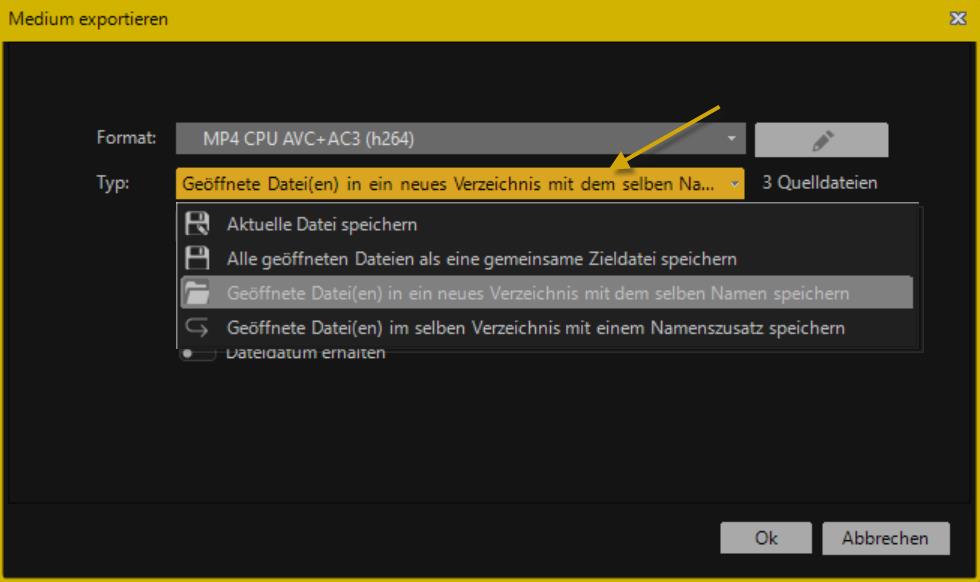 Medium exportieren
Format: MP4 CPU AVC+AC3 (h264)
Typ: Geöffnete Datei(en) in ein neues Verzeichnis mit dem selben Na... 3 Quelldateien
Aktuelle Datei speichern
Alle geöffneten Dateien als eine gemeinsame Zieldatei speichern
Geöffnete Datei(en) in ein neues Verzeichnis mit dem selben Namen speichern
Geöffnete Datei(en) im selben Verzeichnis mit einem Namenszusatz speichern
Dateidatum erhalten
Ok Abbrechen